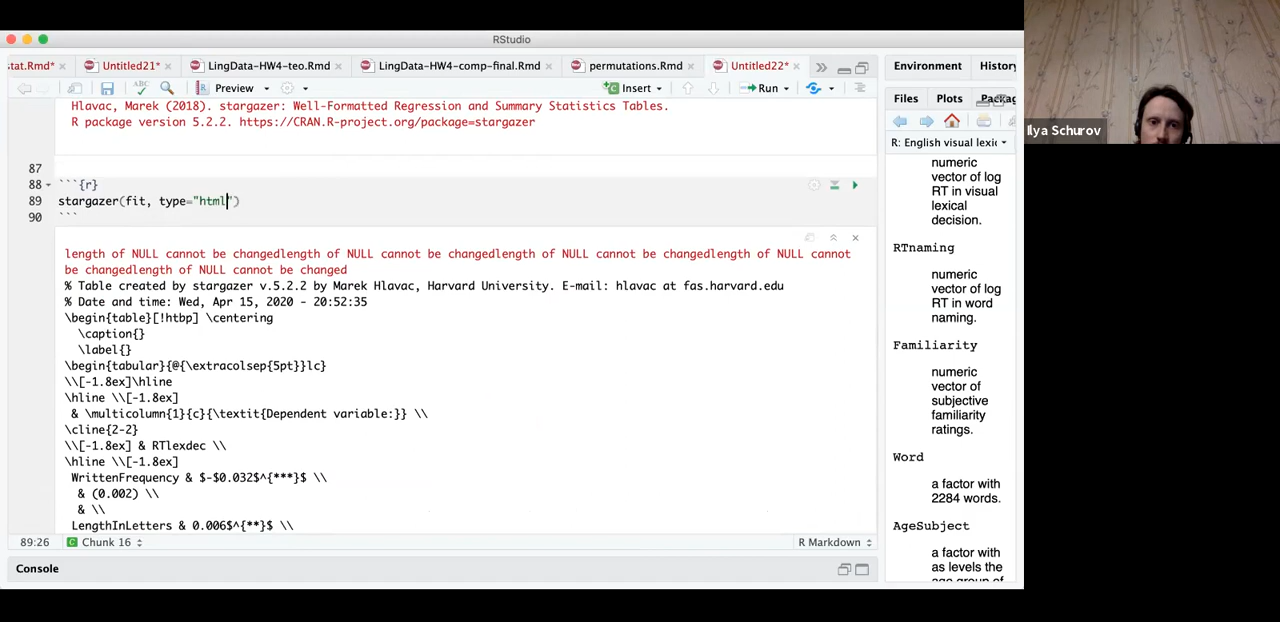 RStudio
stat.Rmd* × Untitled21* × LingData-HW4-teo.Rmd × LingData-HW4-comp-final.Rmd × permutations.Rmd × Untitled22* ×
Environment History
Preview Insert Run
Files Plots Packag
R: English visual lexic
Hlavac, Marek (2018). stargazer: Well-Formatted Regression and Summary Statistics Tables.
R package version 5.2.2. https://CRAN.R-project.org/package=stargazer
87
88 ```{r}
89 stargazer(fit, type="html")
90 ```
length of NULL cannot be changedlength of NULL cannot be changedlength of NULL cannot be changedlength of NULL cannot
be changedlength of NULL cannot be changed
% Table created by stargazer v.5.2.2 by Marek Hlavac, Harvard University. E-mail: hlavac at fas.harvard.edu
% Date and time: Wed, Apr 15, 2020 - 20:52:35
\begin{table}[!htbp] \centering
\caption{}
\label{}
\begin{tabular}{@{\extracolsep{5pt}}lc}
\\[-1.8ex]\hline
\hline \\[-1.8ex]
& \multicolumn{1}{c}{\textit{Dependent variable:}} \\
\cline{2-2}
\\[-1.8ex] & RTlexdec \\
\hline \\[-1.8ex]
WrittenFrequency & $-$0.032$^{***}$ \\
& (0.002) \\
& \\
LengthInLetters & 0.006$^{**}$ \\
89:26 Chunk 16 R Markdown
Console
numeric
vector of log
RT in visual
lexical
decision.
RTnaming
numeric
vector of log
RT in word
naming.
Familiarity
numeric
vector of
subjective
familiarity
ratings.
Word
a factor with
2284 words.
AgeSubject
a factor with
as levels the
age group of
Ilya Schurov